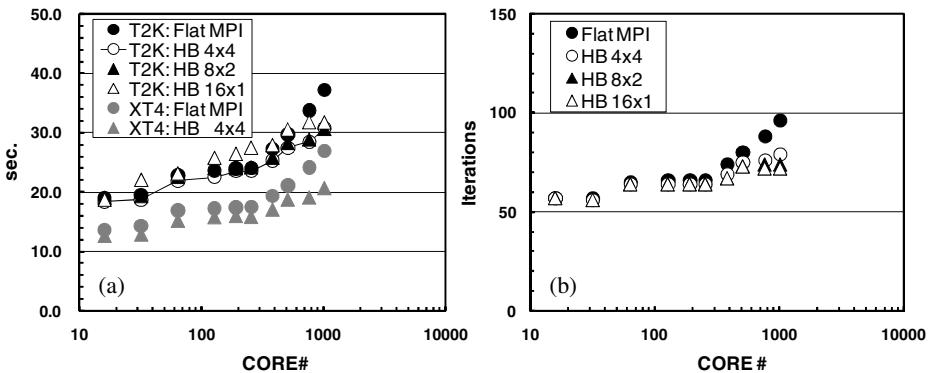 50.0
40.0
30.0
20.0
10.0
0.0
sec.
T2K: Flat MPI
T2K: HB 4x4
T2K: HB 8x2
T2K: HB 16x1
XT4: Flat MPI
XT4: HB 4x4
(a)
10
100
1000
10000
CORE#
150
100
50
0
Iterations
Flat MPI
HB 4x4
HB 8x2
HB 16x1
(b)
10
100
1000
10000
CORE #